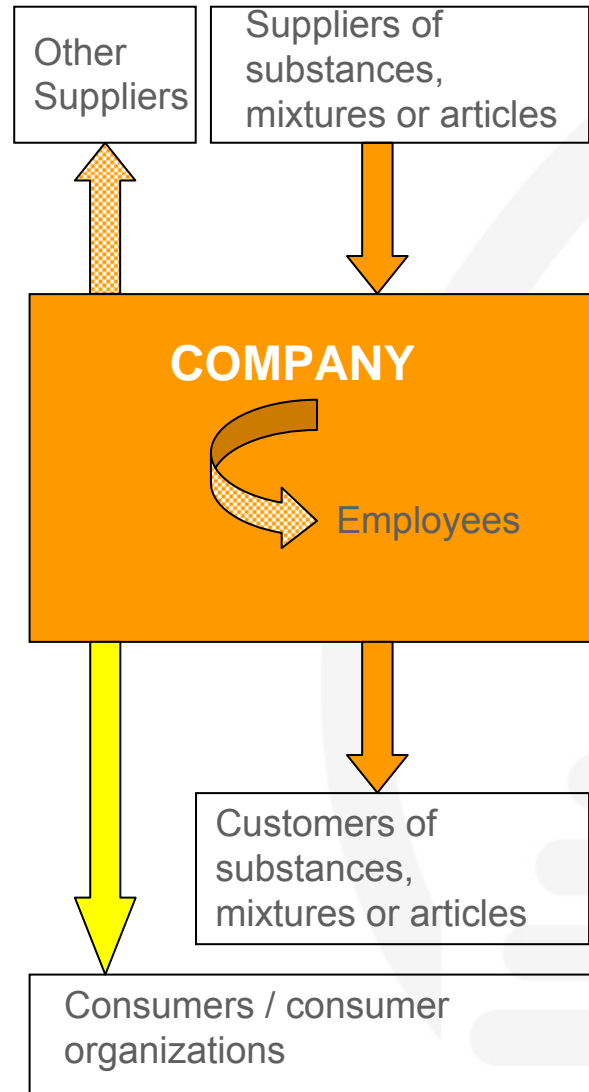 Other
Suppliers
Suppliers of
substances,
mixtures or articles
COMPANY
Employees
Customers of
substances,
mixtures or articles
Consumers / consumer
organizations